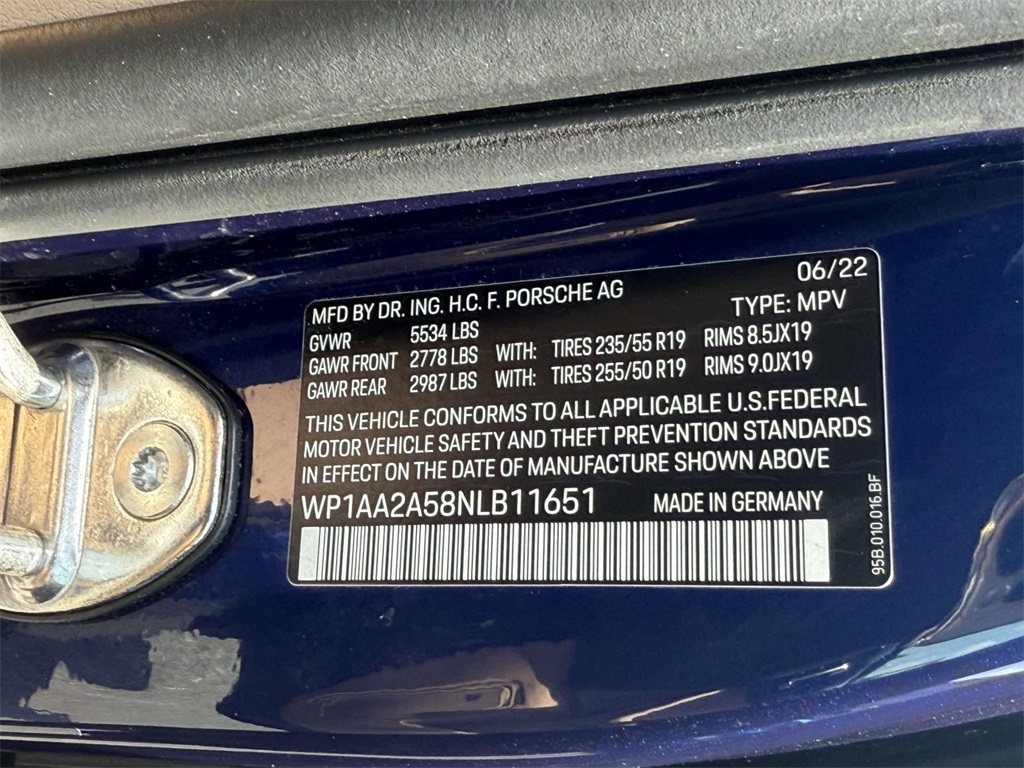 06/22
MFD BY DR. ING. H.C. F. PORSCHE AG TYPE: MPV
GVWR 5534 LBS
GAWR FRONT 2778 LBS WITH: TIRES 235/55 R19 RIMS 8.5JX19
GAWR REAR 2987 LBS WITH: TIRES 255/50 R19 RIMS 9.0JX19
THIS VEHICLE CONFORMS TO ALL APPLICABLE U.S.FEDERAL
MOTOR VEHICLE SAFETY AND THEFT PREVENTION STANDARDS
IN EFFECT ON THE DATE OF MANUFACTURE SHOWN ABOVE
WP1AA2A58NLB11651 MADE IN GERMANY
95B.010.016.BF